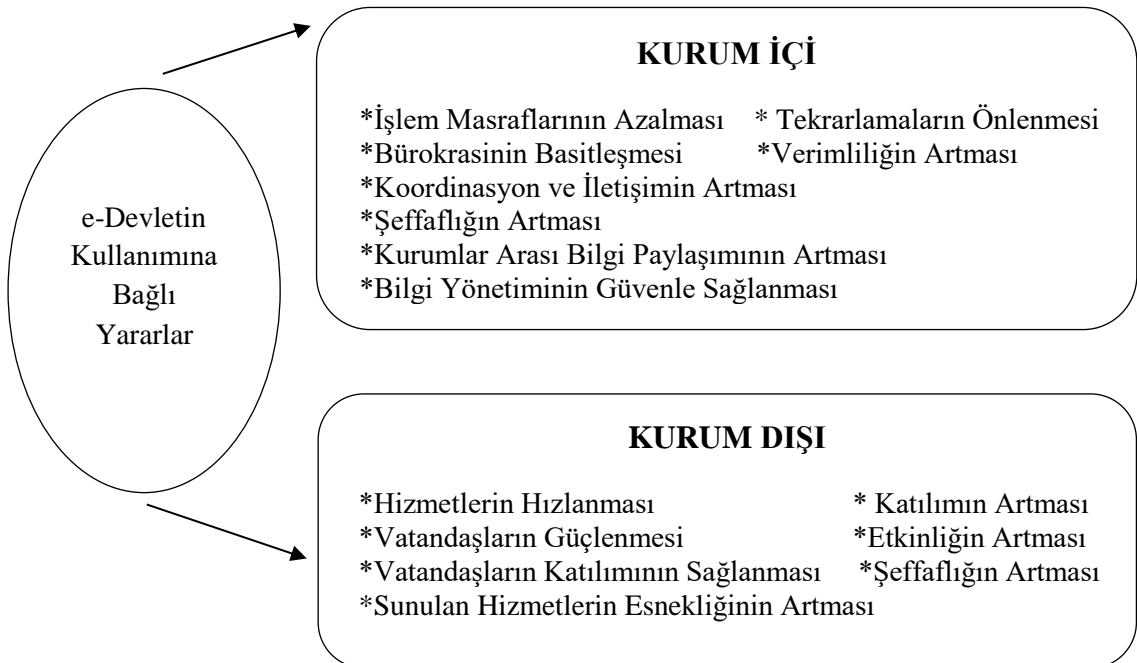 e-Devletin
Kullanımına
Bağlı
Yararlar
KURUM İÇİ
*İşlem Masraflarının Azalması * Tekrarlamaların Önlenmesi
*Bürokrasinin Basitleşmesi *Verimliliğin Artması
*Koordinasyon ve İletişimin Artması
*Şeffaflığın Artması
*Kurumlar Arası Bilgi Paylaşımının Artması
*Bilgi Yönetiminin Güvenle Sağlanması
KURUM DIŞI
*Hizmetlerin Hızlanması * Katılımın Artması
*Vatandaşların Güçlenmesi *Etkinliğin Artması
*Vatandaşların Katılımının Sağlanması *Şeffaflığın Artması
*Sunulan Hizmetlerin Esnekliğinin Artması